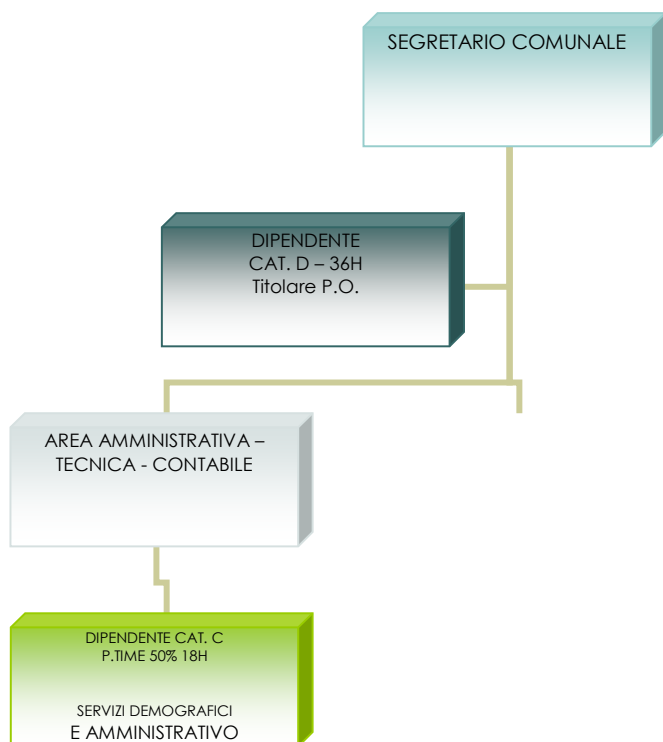 SEGRETARIO COMUNALE
DIPENDENTE
CAT. D – 36H
Titolare P.O.
AREA AMMINISTRATIVA –
TECNICA - CONTABILE
DIPENDENTE CAT. C
P.TIME 50% 18H
SERVIZI DEMOGRAFICI
E AMMINISTRATIVO